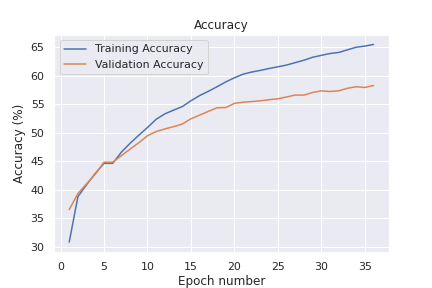 Accuracy
Training Accuracy
Validation Accuracy
65
60
55
50
45
40
35
30
Accuracy (%)
0 5 10 15 20 25 30 35
Epoch number